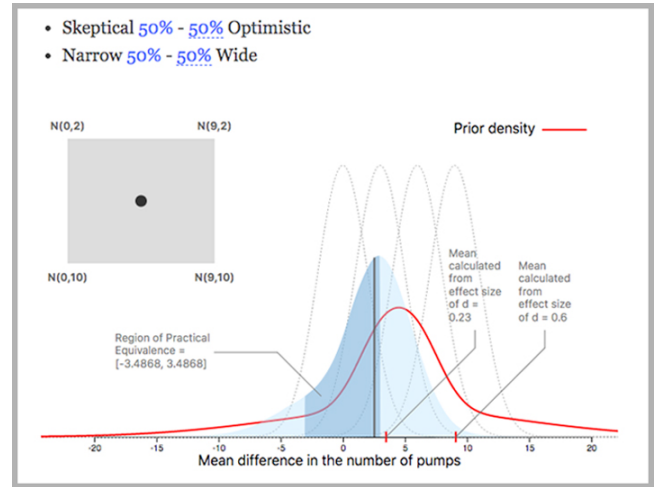 Skeptical 50% - 50% Optimistic
Narrow 50% - 50% Wide
N(0,2)
N(9,2)
Prior density
N(0,10)
N(9,10)
Mean
calculated
from
effect size
of d =
0.23
Mean
calculated
from
effect size
of d = 0.6
Region of Practical
Equivalence =
[-3.4868, 3.4868]
-20 -15 -10 -5 0 5 10 15 20
Mean difference in the number of pumps